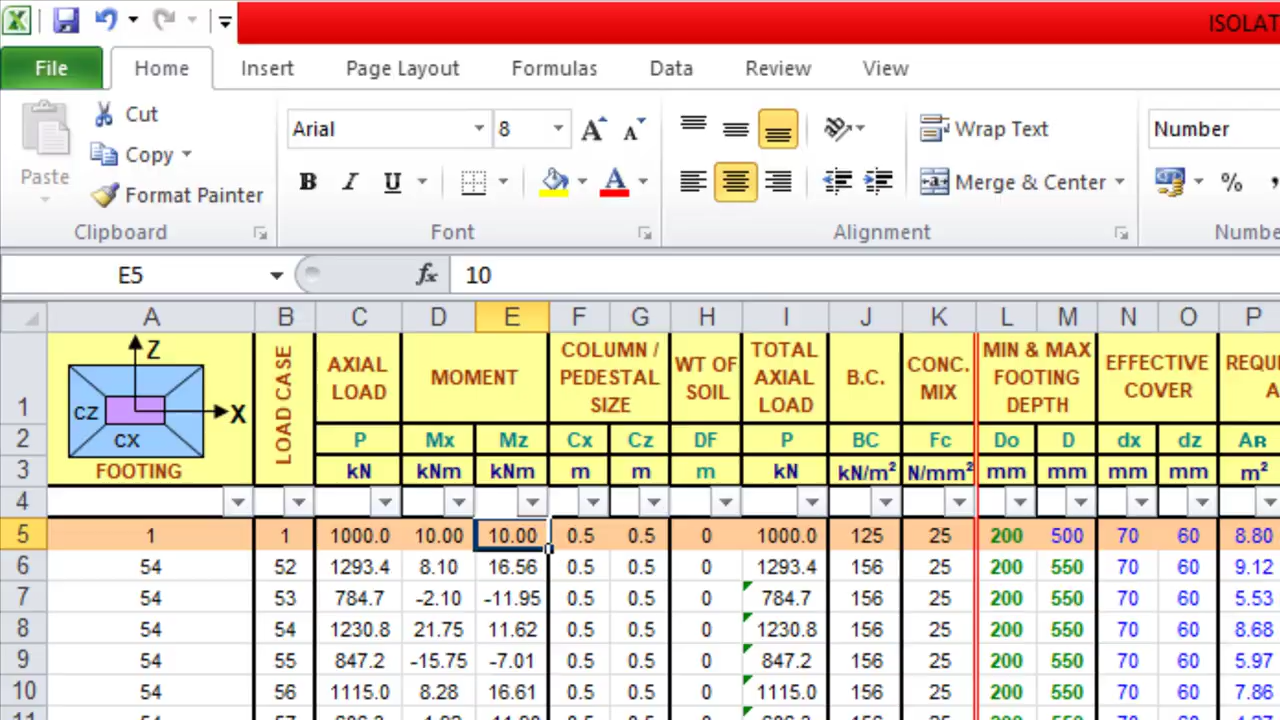 ISOLAT
File Home Insert Page Layout Formulas Data Review View
Cut
Copy
Format Painter
Paste
Arial 8
B I U
Wrap Text
Merge & Center
Number
%
Clipboard Font Alignment Numbe
E5 fx 10
A B C D E F G H I J K L M N O P
1 Z X CZ CX LOAD CASE AXIAL LOAD MOMENT COLUMN / PEDESTAL SIZE WT OF SOIL TOTAL AXIAL LOAD B.C. CONC. MIX MIN & MAX FOOTING DEPTH EFFECTIVE COVER REQUI A
2 P Mx Mz Cx Cz DF P BC Fc Do D dx dz AR
3 FOOTING kN kNm kNm m m m kN kN/m² N/mm² mm mm mm mm m²
4
5 1 1 1000.0 10.00 10.00 0.5 0.5 0 1000.0 125 25 200 500 70 60 8.80
6 54 52 1293.4 8.10 16.56 0.5 0.5 0 1293.4 156 25 200 550 70 60 9.12
7 54 53 784.7 -2.10 -11.95 0.5 0.5 0 784.7 156 25 200 550 70 60 5.53
8 54 54 1230.8 21.75 11.62 0.5 0.5 0 1230.8 156 25 200 550 70 60 8.68
9 54 55 847.2 -15.75 -7.01 0.5 0.5 0 847.2 156 25 200 550 70 60 5.97
10 54 56 1115.0 8.28 16.61 0.5 0.5 0 1115.0 156 25 200 550 70 60 7.86